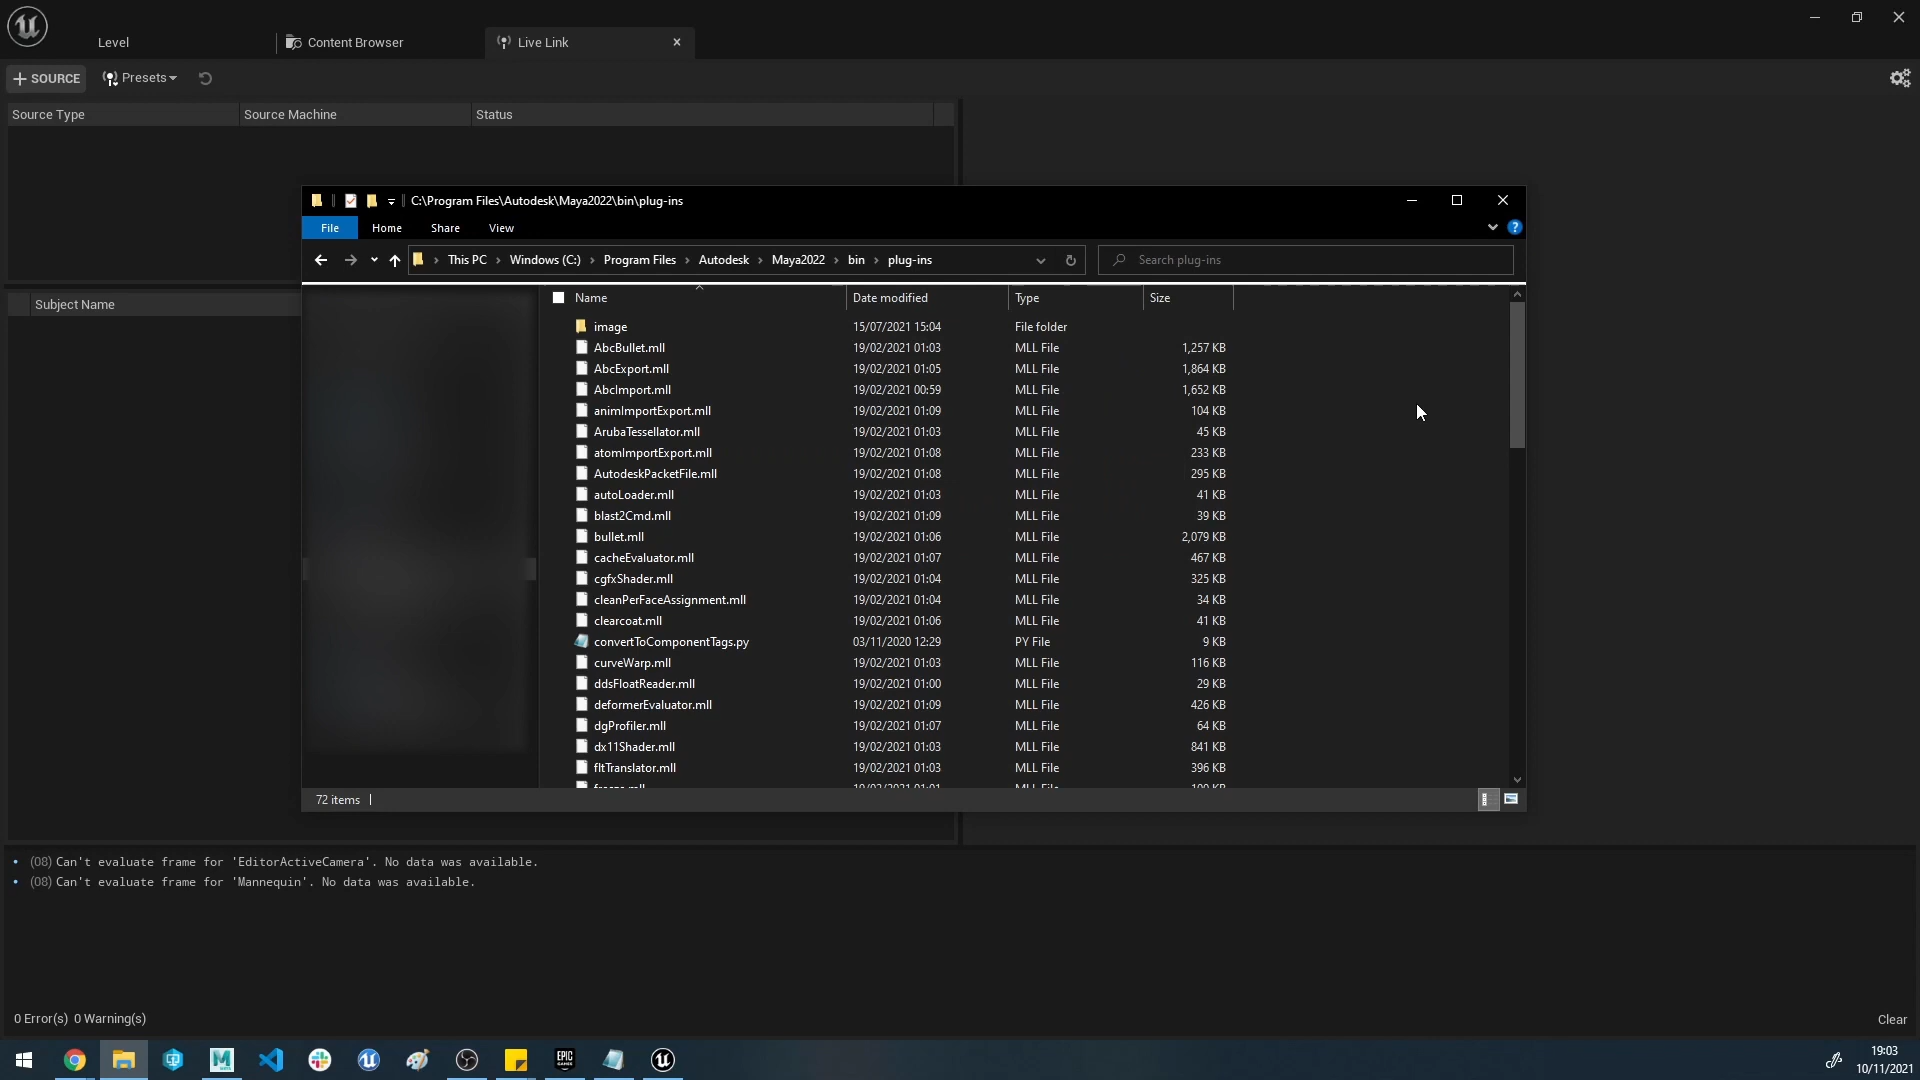 Level
Content Browser
Live Link
SOURCE
Presets
Source Type
Source Machine
Status
C:\Program Files\Autodesk\Maya2022\bin\plug-ins
File
Home
Share
View
This PC
Windows (C:)
Program Files
Autodesk
Maya2022
bin
plug-ins
Search plug-ins
Subject Name
Name Date modified Type Size
image 15/07/2021 15:04 File folder
AbcBullet.mll 19/02/2021 01:03 MLL File 1,257 KB
AbcExport.mll 19/02/2021 01:05 MLL File 1,864 KB
AbcImport.mll 19/02/2021 00:59 MLL File 1,652 KB
animImportExport.mll 19/02/2021 01:09 MLL File 104 KB
ArubaTessellator.mll 19/02/2021 01:03 MLL File 45 KB
atomImportExport.mll 19/02/2021 01:08 MLL File 233 KB
AutodeskPacketFile.mll 19/02/2021 01:08 MLL File 295 KB
autoLoader.mll 19/02/2021 01:03 MLL File 41 KB
blast2Cmd.mll 19/02/2021 01:09 MLL File 39 KB
bullet.mll 19/02/2021 01:06 MLL File 2,079 KB
cacheEvaluator.mll 19/02/2021 01:07 MLL File 467 KB
cgfxShader.mll 19/02/2021 01:04 MLL File 325 KB
cleanPerFaceAssignment.mll 19/02/2021 01:04 MLL File 34 KB
clearcoat.mll 19/02/2021 01:06 MLL File 41 KB
convertToComponentTags.py 03/11/2020 12:29 PY File 9 KB
curveWarp.mll 19/02/2021 01:03 MLL File 116 KB
ddsFloatReader.mll 19/02/2021 01:00 MLL File 29 KB
deformerEvaluator.mll 19/02/2021 01:09 MLL File 426 KB
dgProfiler.mll 19/02/2021 01:07 MLL File 64 KB
dx11Shader.mll 19/02/2021 01:03 MLL File 841 KB
fltTranslator.mll 19/02/2021 01:03 MLL File 396 KB
72 items
(08) Can't evaluate frame for 'EditorActiveCamera'. No data was available.
(08) Can't evaluate frame for 'Mannequin'. No data was available.
0 Error(s) 0 Warning(s)
Clear
19:03
10/11/2021